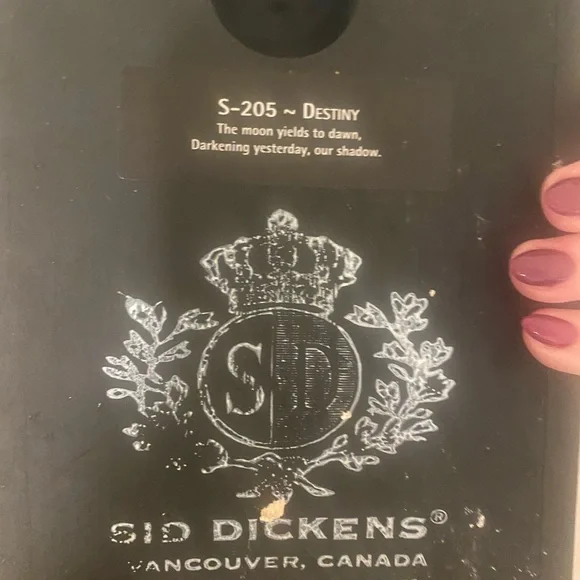 S-205 ~ DESTINY
The moon yields to dawn,
Darkening yesterday, our shadow.
SD
SID DICKENS®
VANCOUVER, CANADA